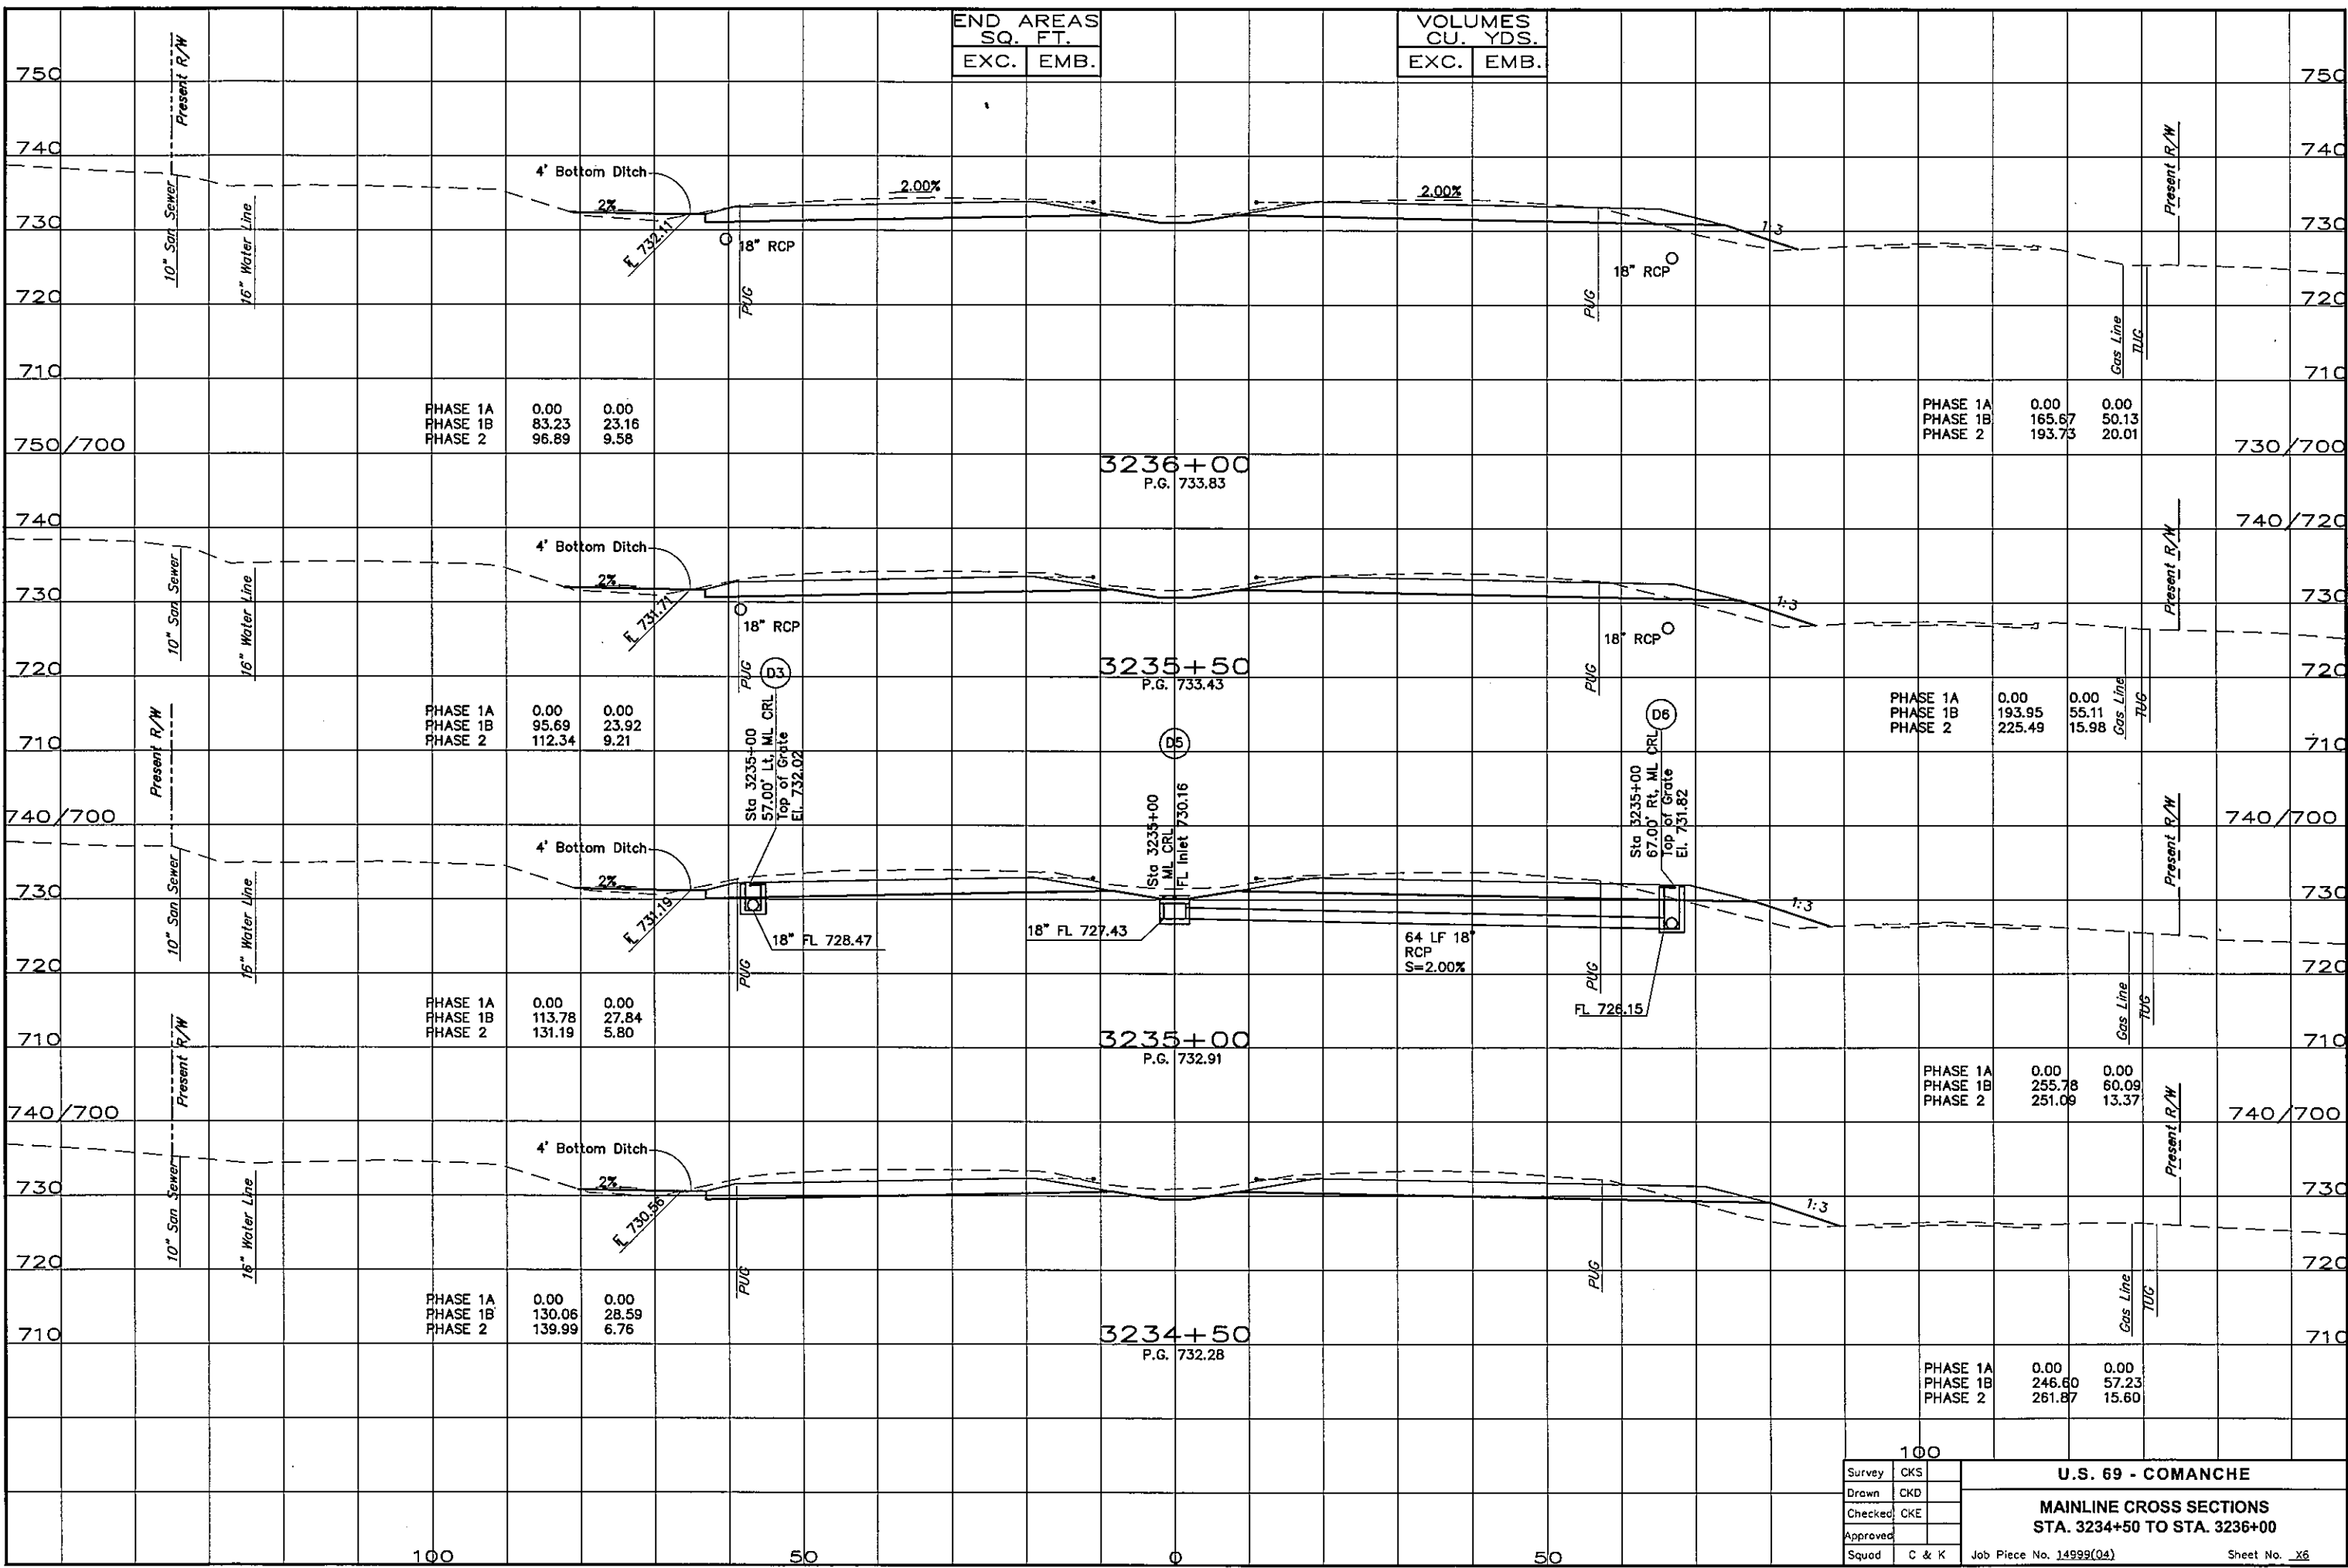 END AREAS
SQ. FT.
EXC. EMB.
VOLUMES
CU. YDS.
EXC. EMB.
Present R/W
750
750
740
740
4' Bottom Ditch
2.00%
2.00%
Present R/W
10" San Sewer
16" Water Line
2%
730
730
℄ 732.11
18" RCP
18" RCP
1:3
720
720
PUG
PUG
Gas Line
TUG
710
710
PHASE 1A 0.00 0.00
PHASE 1B 83.23 23.16
PHASE 2 96.89 9.58
PHASE 1A 0.00 0.00
PHASE 1B 165.67 50.13
PHASE 2 193.73 20.01
750/700
730/700
3236+00
P.G. 733.83
740
740/720
4' Bottom Ditch
10" San Sewer
16" Water Line
2%
Present R/W
730
730
731.71
18" RCP
18" RCP
1:3
720
720
PUG
D3
3235+50
P.G. 733.43
PUG
D6
Gas Line
TUG
PHASE 1A 0.00 0.00
PHASE 1B 95.69 23.92
PHASE 2 112.34 9.21
PHASE 1A 0.00 0.00
PHASE 1B 193.95 55.11
PHASE 2 225.49 15.98
710
710
Present R/W
D5
Sta 3235+00
57.00' Lt, ML CRL
Top of Grate
El. 732.02
Sta 3235+00
ML CRL
FL Inlet 730.16
Sta 3235+00
67.00' Rt, ML CRL
Top of Grate
El. 731.82
740/700
740/700
4' Bottom Ditch
10" San Sewer
16" Water Line
2%
Present R/W
730
730
731.19
18" FL 728.47
18" FL 727.43
64 LF 18"
RCP
S=2.00%
1:3
720
720
PUG
PUG
FL 726.15
Gas Line
TUG
PHASE 1A 0.00 0.00
PHASE 1B 113.78 27.84
PHASE 2 131.19 5.80
Present R/W
710
710
3235+00
P.G. 732.91
PHASE 1A 0.00 0.00
PHASE 1B 255.78 60.09
PHASE 2 251.09 13.37
740/700
740/700
4' Bottom Ditch
10" San Sewer
16" Water Line
2%
Present R/W
730
730
730.56
1:3
720
720
PUG
PUG
Gas Line
TUG
PHASE 1A 0.00 0.00
PHASE 1B 130.06 28.59
PHASE 2 139.99 6.76
710
710
3234+50
P.G. 732.28
PHASE 1A 0.00 0.00
PHASE 1B 246.60 57.23
PHASE 2 261.87 15.60
100
100
50
0
50
Survey CKS
Drawn CKD
Checked CKE
Approved
Squad C & K
U.S. 69 - COMANCHE
MAINLINE CROSS SECTIONS
STA. 3234+50 TO STA. 3236+00
Job Piece No. 14999(04) Sheet No. X6